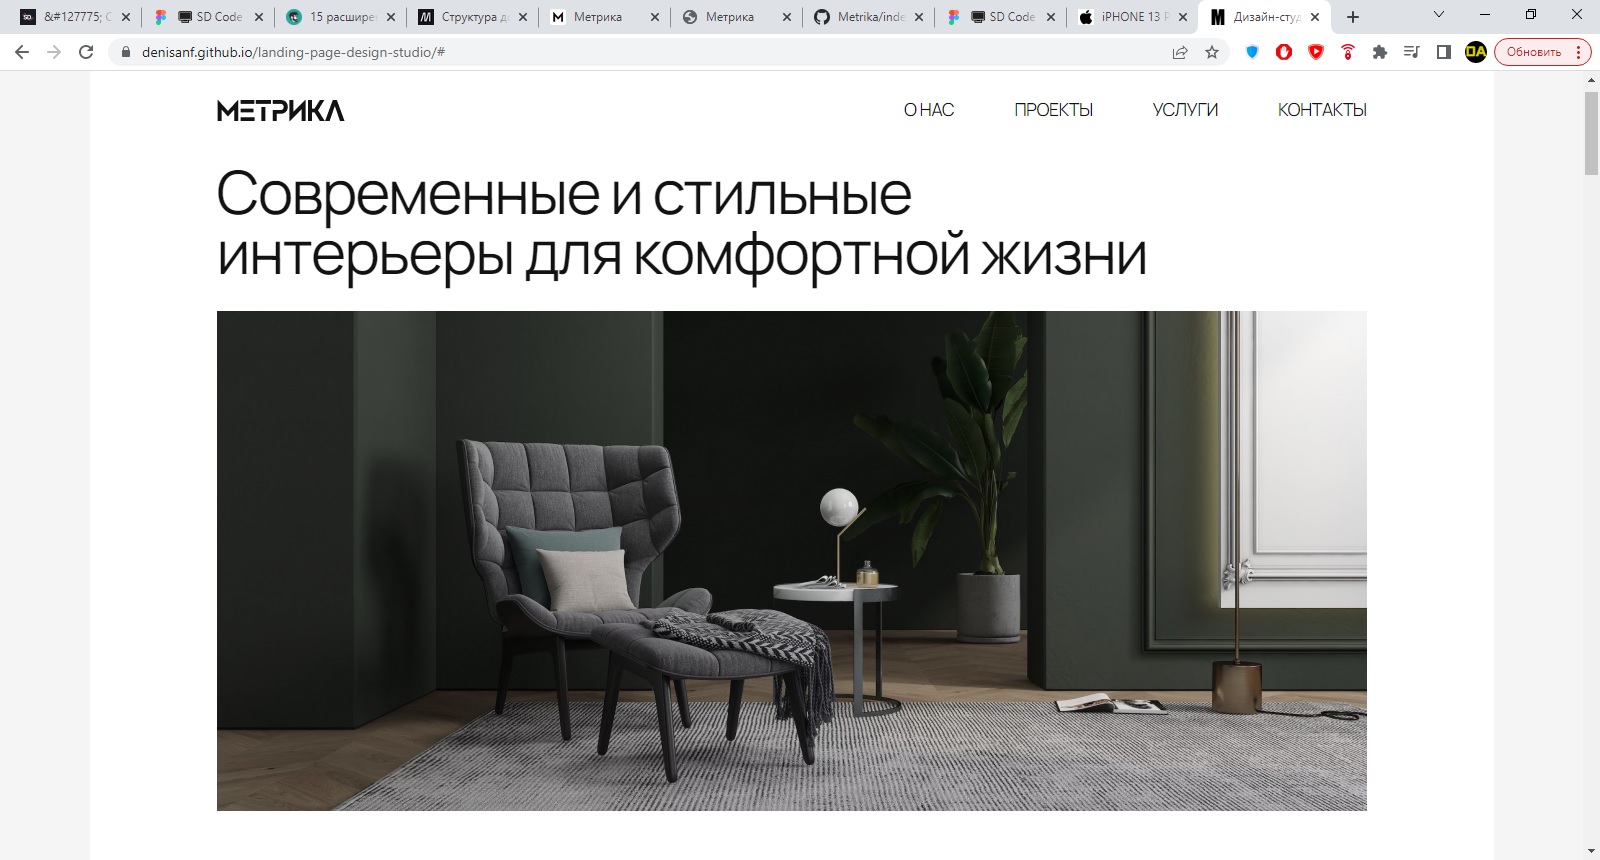 &#127775; С
SD Code
15 расшире
Структура д
Метрика
Метрика
Metrika/inde
SD Code
iPHONE 13 P
Дизайн-студ
denisanf.github.io/landing-page-design-studio/#
Обновить
МЕТРИКА
О НАС
ПРОЕКТЫ
УСЛУГИ
КОНТАКТЫ
Современные и стильные
интерьеры для комфортной жизни